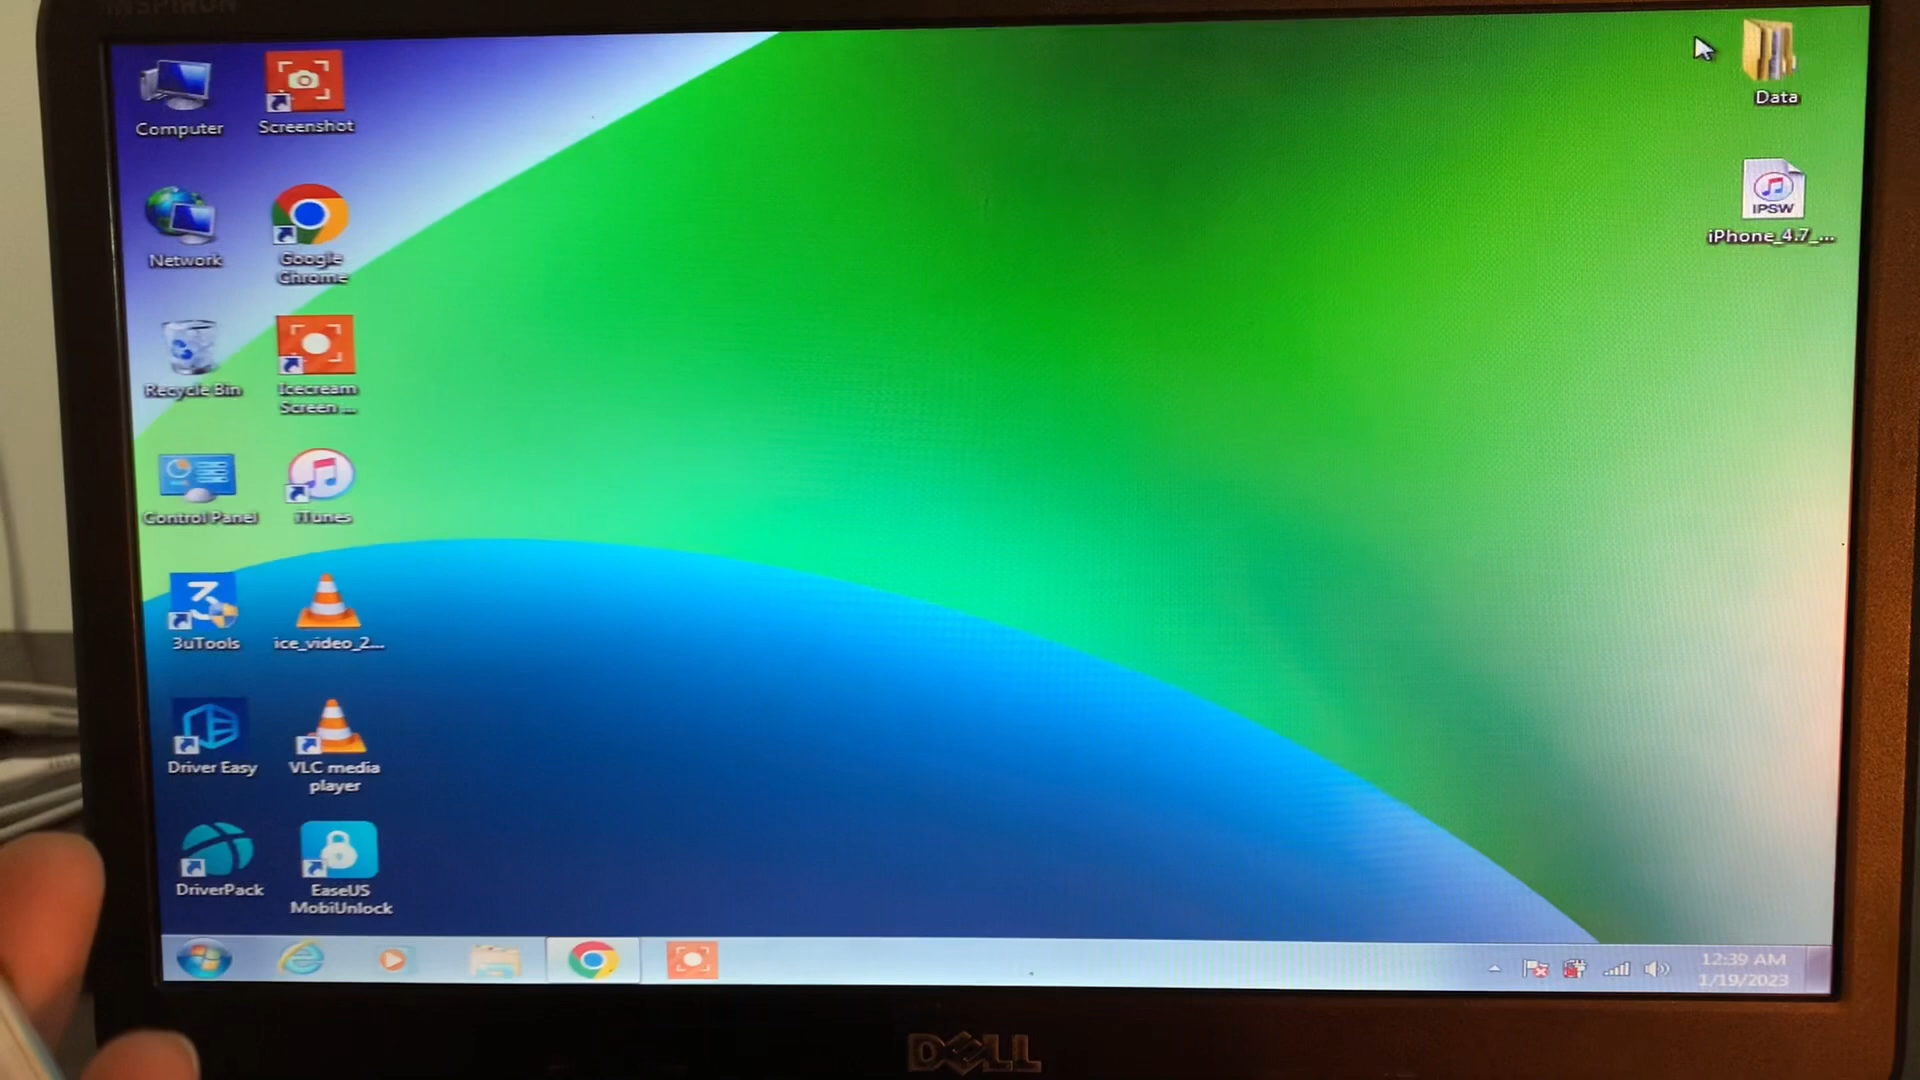 INSPIRON
Computer
Screenshot
Data
Network
Google
Chrome
IPSW
iPhone_4.7_...
Recycle Bin
Icecream
Screen ...
Control Panel
iTunes
3uTools
ice_video_2...
Driver Easy
VLC media
player
DriverPack
EaseUS
MobiUnlock
12:39 AM
1/19/2023
DELL